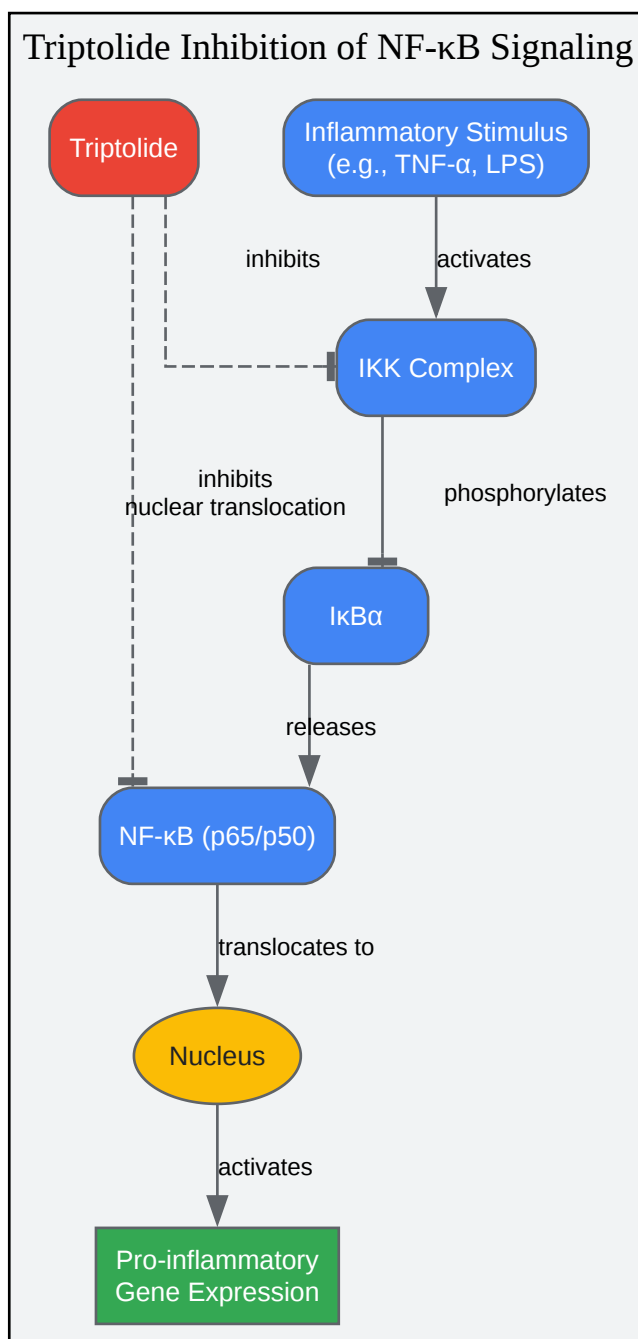 Triptolide Inhibition of NF-κB Signaling
Triptolide
Inflammatory Stimulus
(e.g., TNF-α, LPS)
inhibits
activates
IKK Complex
inhibits
nuclear translocation
phosphorylates
IκBα
releases
NF-κB (p65/p50)
translocates to
Nucleus
activates
Pro-inflammatory
Gene Expression